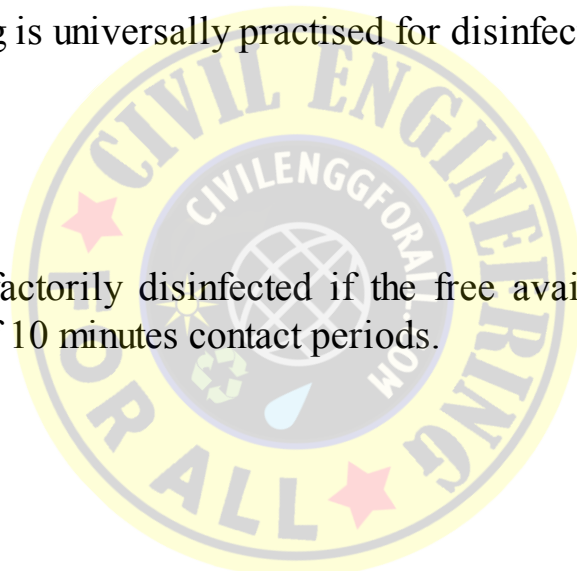 g is universally practised for disinfec
CIVIL ENGINEERING
CIVILENGGFORALL.COM
factorily disinfected if the free avai
f 10 minutes contact periods.
FOR ALL